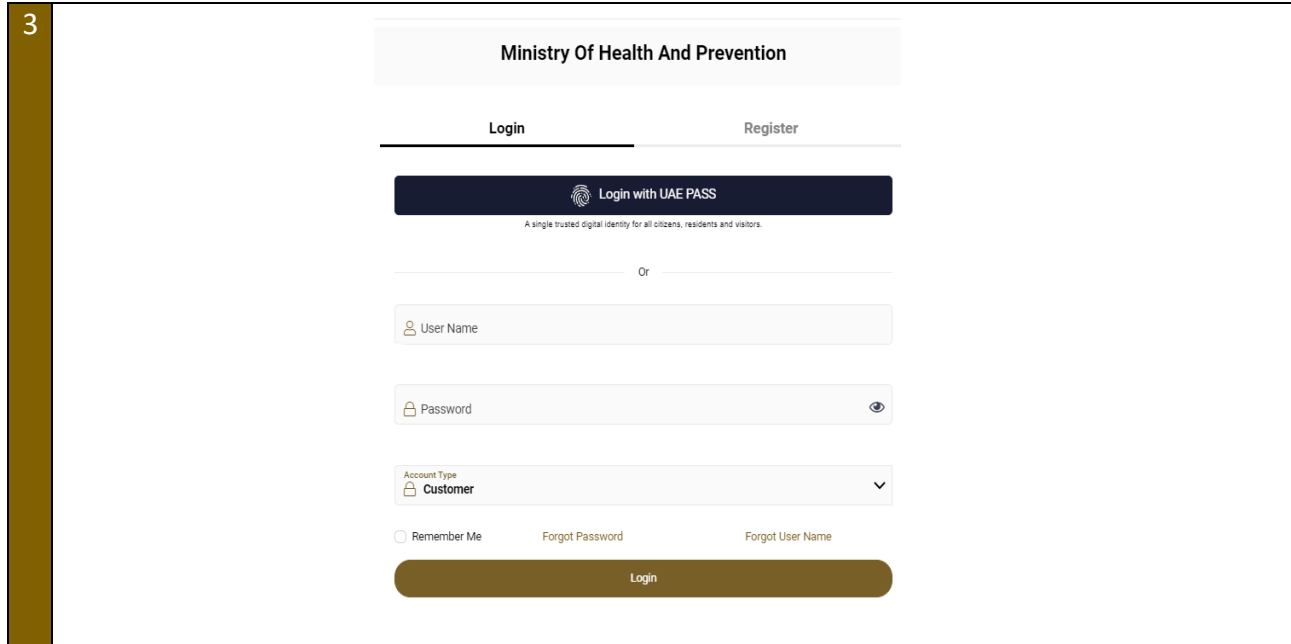 3
Ministry Of Health And Prevention
Login Register
Login with UAE PASS
A single trusted digital identity for all citizens, residents and visitors.
Or
User Name
Password
Account Type
Customer
Remember Me Forgot Password Forgot User Name
Login